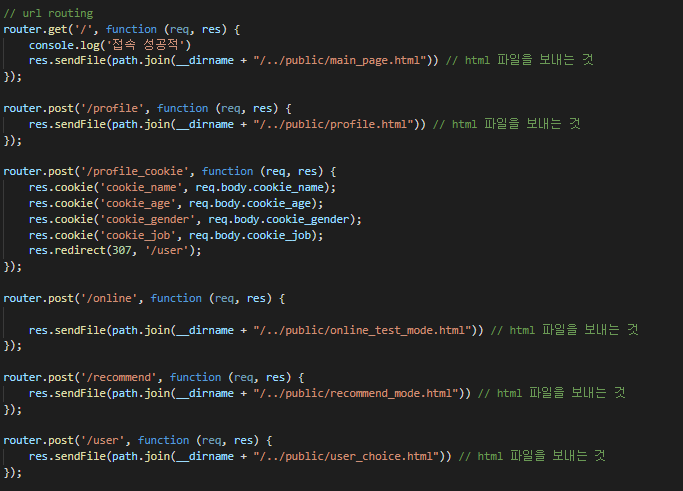 // url routing
router.get('/', function (req, res) {
    console.log('접속 성공적')
    res.sendFile(path.join(__dirname + "/../public/main_page.html")) // html 파일을 보내는 것
});

router.post('/profile', function (req, res) {
    res.sendFile(path.join(__dirname + "/../public/profile.html")) // html 파일을 보내는 것
});

router.post('/profile_cookie', function (req, res) {
    res.cookie('cookie_name', req.body.cookie_name);
    res.cookie('cookie_age', req.body.cookie_age);
    res.cookie('cookie_gender', req.body.cookie_gender);
    res.cookie('cookie_job', req.body.cookie_job);
    res.redirect(307, '/user');
});

router.post('/online', function (req, res) {

    res.sendFile(path.join(__dirname + "/../public/online_test_mode.html")) // html 파일을 보내는 것
});

router.post('/recommend', function (req, res) {
    res.sendFile(path.join(__dirname + "/../public/recommend_mode.html")) // html 파일을 보내는 것
});

router.post('/user', function (req, res) {
    res.sendFile(path.join(__dirname + "/../public/user_choice.html")) // html 파일을 보내는 것
});